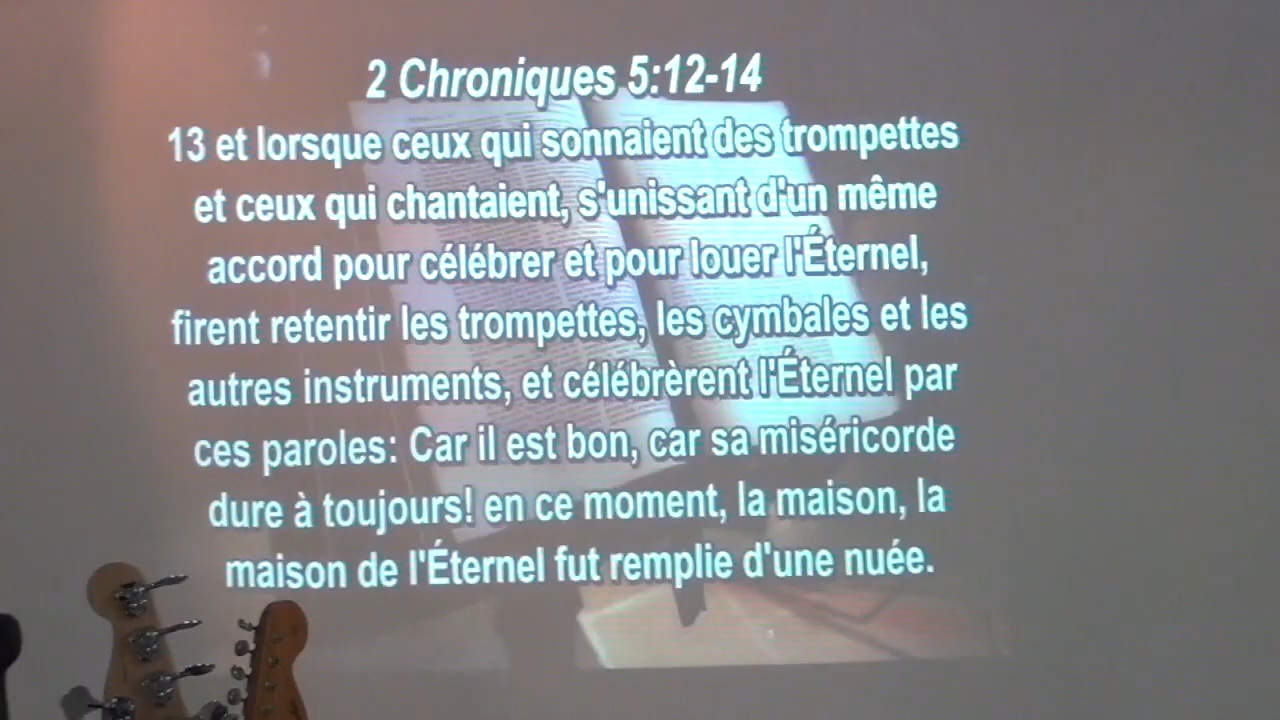 2 Chroniques 5:12-14
13 et lorsque ceux qui sonnaient des trompettes
et ceux qui chantaient, s'unissant d'un même
accord pour célébrer et pour louer l'Éternel,
firent retentir les trompettes, les cymbales et les
autres instruments, et célébrèrent l'Éternel par
ces paroles: Car il est bon, car sa miséricorde
dure à toujours! en ce moment, la maison, la
maison de l'Éternel fut remplie d'une nuée.